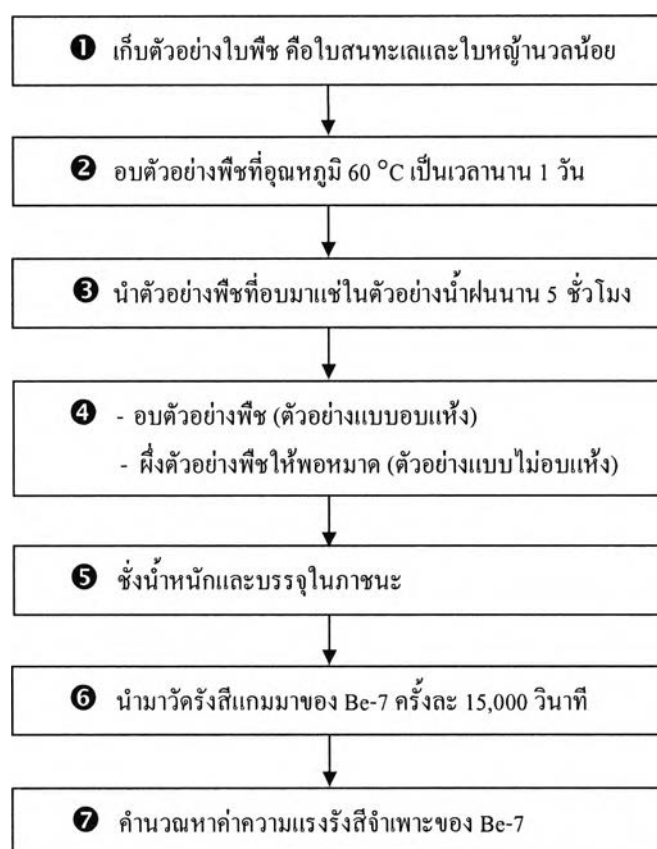 ❶ เก็บตัวอย่างใบพืช คือใบสนทะเลและใบหญ้านวลน้อย
❷ อบตัวอย่างพืชที่อุณหภูมิ 60 °C เป็นเวลานาน 1 วัน
❸ นำตัวอย่างพืชที่อบมาแช่ในตัวอย่างน้ำฝนนาน 5 ชั่วโมง
❹ - อบตัวอย่างพืช (ตัวอย่างแบบอบแห้ง)
- ผึ่งตัวอย่างพืชให้พอหมาด (ตัวอย่างแบบไม่อบแห้ง)
❺ ชั่งน้ำหนักและบรรจุในภาชนะ
❻ นำมาวัดรังสีแกมมาของ Be-7 ครั้งละ 15,000 วินาที
❼ คำนวณหาค่าความแรงรังสีจำเพาะของ Be-7